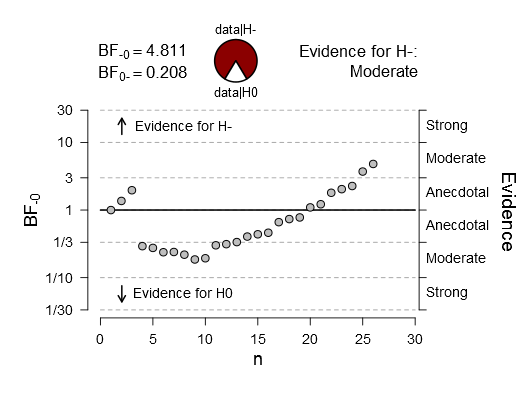 data|H-
BF-0 = 4.811
BF0- = 0.208
Evidence for H-:
Moderate
data|H0
30
10
3
1
1/3
1/10
1/30
BF-0
Evidence for H-
Evidence for H0
Strong
Moderate
Anecdotal
Anecdotal
Moderate
Strong
Evidence
0 5 10 15 20 25 30
n